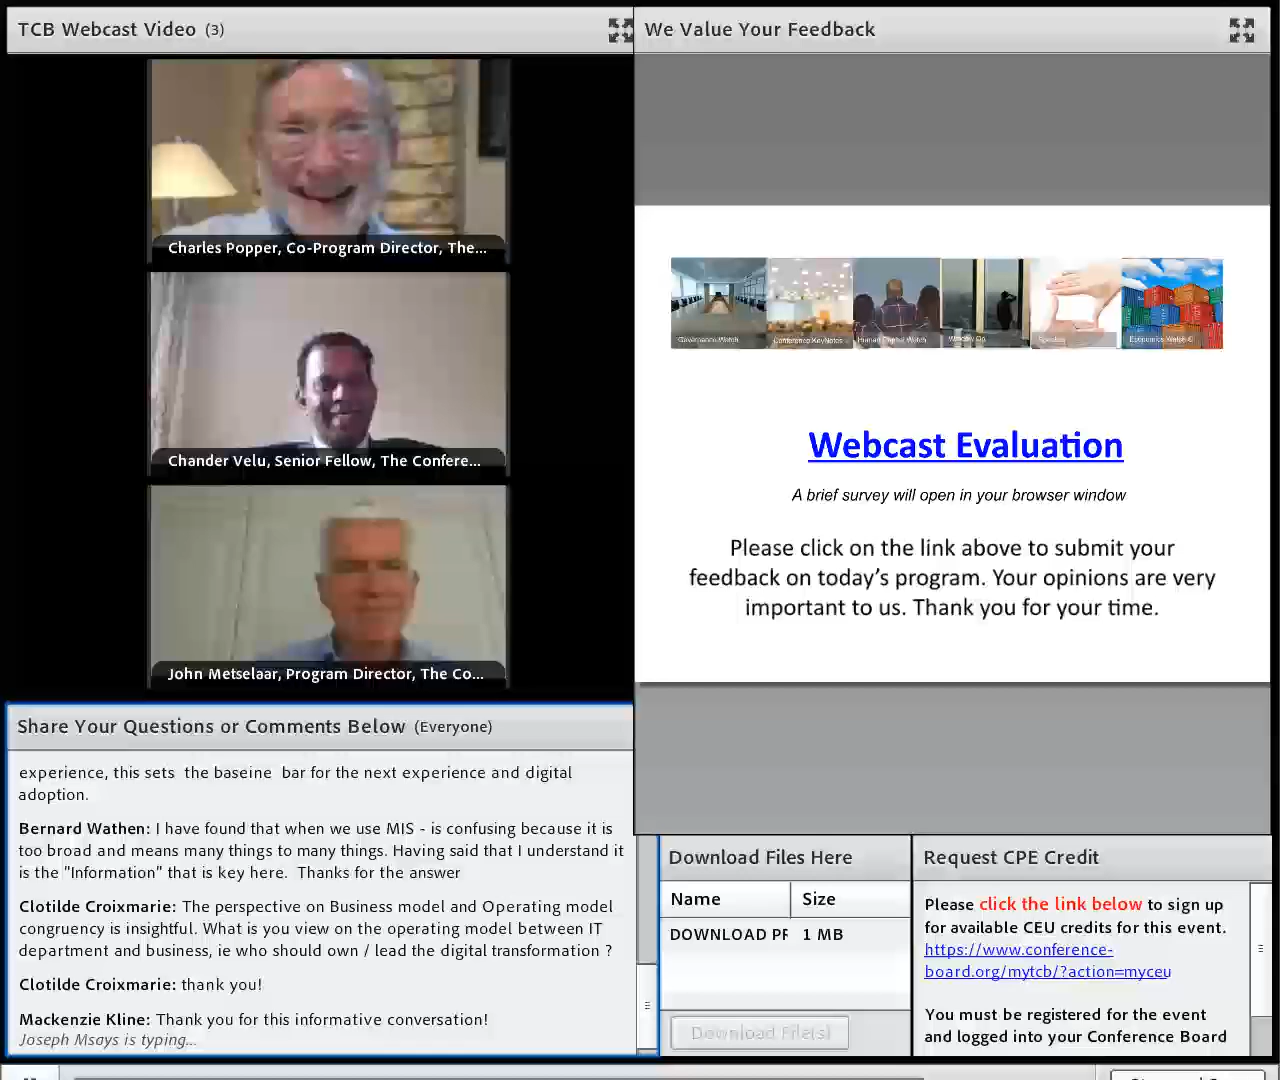 TCB Webcast Video (3)
Charles Popper, Co-Program Director, The...
Chander Velu, Senior Fellow, The Confere...
John Metselaar, Program Director, The Co...
Share Your Questions or Comments Below (Everyone)
experience, this sets the baseine bar for the next experience and digital
adoption.
Bernard Wathen: I have found that when we use MIS - is confusing because it is
too broad and means many things to many things. Having said that I understand it
is the "Information" that is key here. Thanks for the answer
Clotilde Croixmarie: The perspective on Business model and Operating model
congruency is insightful. What is you view on the operating model between IT
department and business, ie who should own / lead the digital transformation ?
Clotilde Croixmarie: thank you!
Mackenzie Kline: Thank you for this informative conversation!
Joseph Msays is typing...
We Value Your Feedback
Governance Watch
Conference KeyNotes
Human Capital Watch
Window On
Economics Watch
Webcast Evaluation
A brief survey will open in your browser window
Please click on the link above to submit your
feedback on today's program. Your opinions are very
important to us. Thank you for your time.
Download Files Here
Name Size
DOWNLOAD PF 1 MB
Download File(s)
Request CPE Credit
Please click the link below to sign up
for available CEU credits for this event.
https://www.conference-
board.org/mytcb/?action=myceu
You must be registered for the event
and logged into your Conference Board